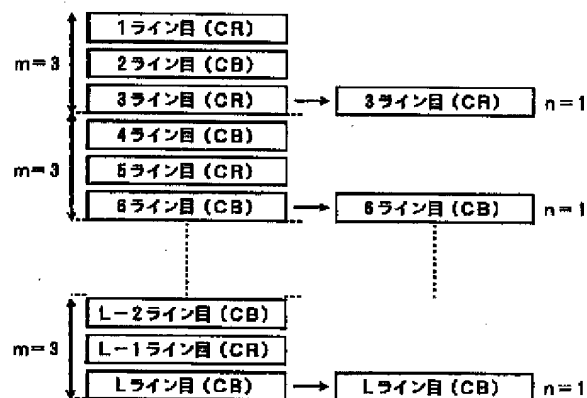 1ライン目(CR)
m=3
2ライン目(CB)
3ライン目(CR)
3ライン目(CR)
n=1
4ライン目(CB)
m=3
5ライン目(CR)
6ライン目(CB)
6ライン目(CB)
n=1
L-2ライン目(CB)
m=3
L-1ライン目(CR)
Lライン目(CB)
Lライン目(CB)
n=1